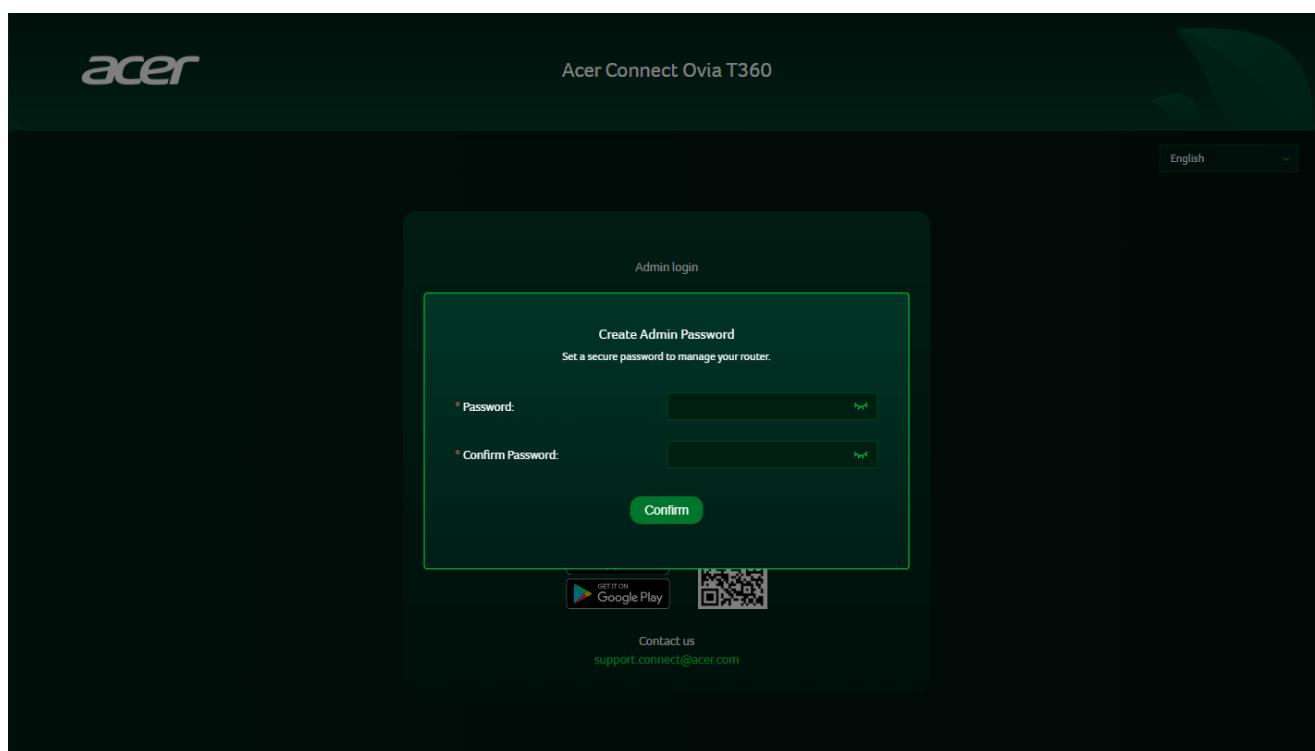 acer
Acer Connect Ovia T360
English
Admin login
Create Admin Password
Set a secure password to manage your router.
* Password:
* Confirm Password:
Confirm
GET IT ON
Google Play
Contact us
support.connect@acer.com